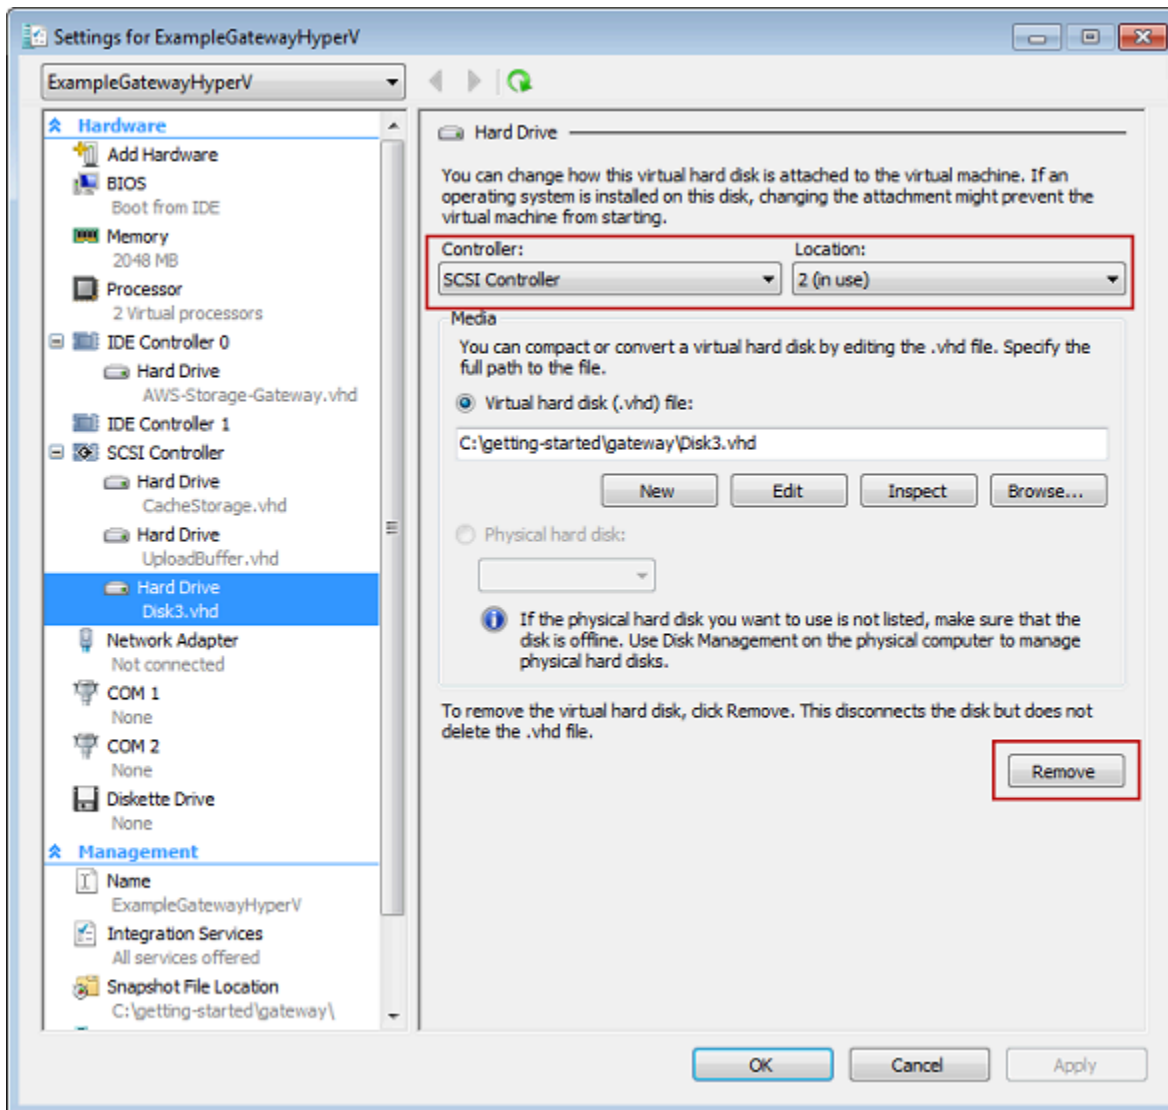 Settings for ExampleGatewayHyperV
ExampleGatewayHyperV
Hardware
Add Hardware
BIOS
Boot from IDE
Memory
2048 MB
Processor
2 Virtual processors
IDE Controller 0
Hard Drive
AWS-Storage-Gateway.vhd
IDE Controller 1
SCSI Controller
Hard Drive
CacheStorage.vhd
Hard Drive
UploadBuffer.vhd
Hard Drive
Disk3.vhd
Network Adapter
Not connected
COM 1
None
COM 2
None
Diskette Drive
None
Management
Name
ExampleGatewayHyperV
Integration Services
All services offered
Snapshot File Location
C:\getting-started\gateway\
Hard Drive
You can change how this virtual hard disk is attached to the virtual machine. If an
operating system is installed on this disk, changing the attachment might prevent the
virtual machine from starting.
Controller: Location:
SCSI Controller 2 (in use)
Media
You can compact or convert a virtual hard disk by editing the .vhd file. Specify the
full path to the file.
Virtual hard disk (.vhd) file:
C:\getting-started\gateway\Disk3.vhd
New Edit Inspect Browse...
Physical hard disk:
If the physical hard disk you want to use is not listed, make sure that the
disk is offline. Use Disk Management on the physical computer to manage
physical hard disks.
To remove the virtual hard disk, click Remove. This disconnects the disk but does not
delete the .vhd file.
Remove
OK Cancel Apply